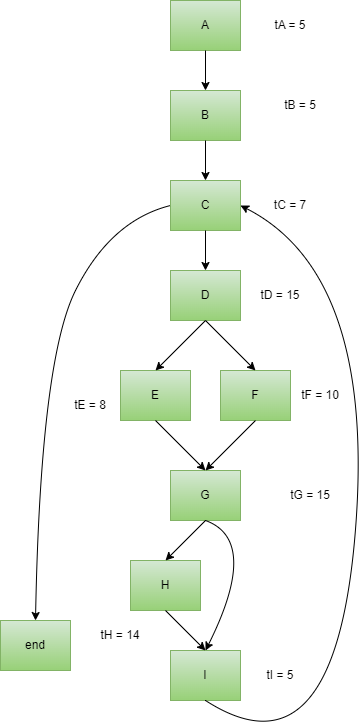 A
tA = 5
B
tB = 5
C
tC = 7
D
tD = 15
E
tE = 8
F
tF = 10
G
tG = 15
H
tH = 14
I
tI = 5
end